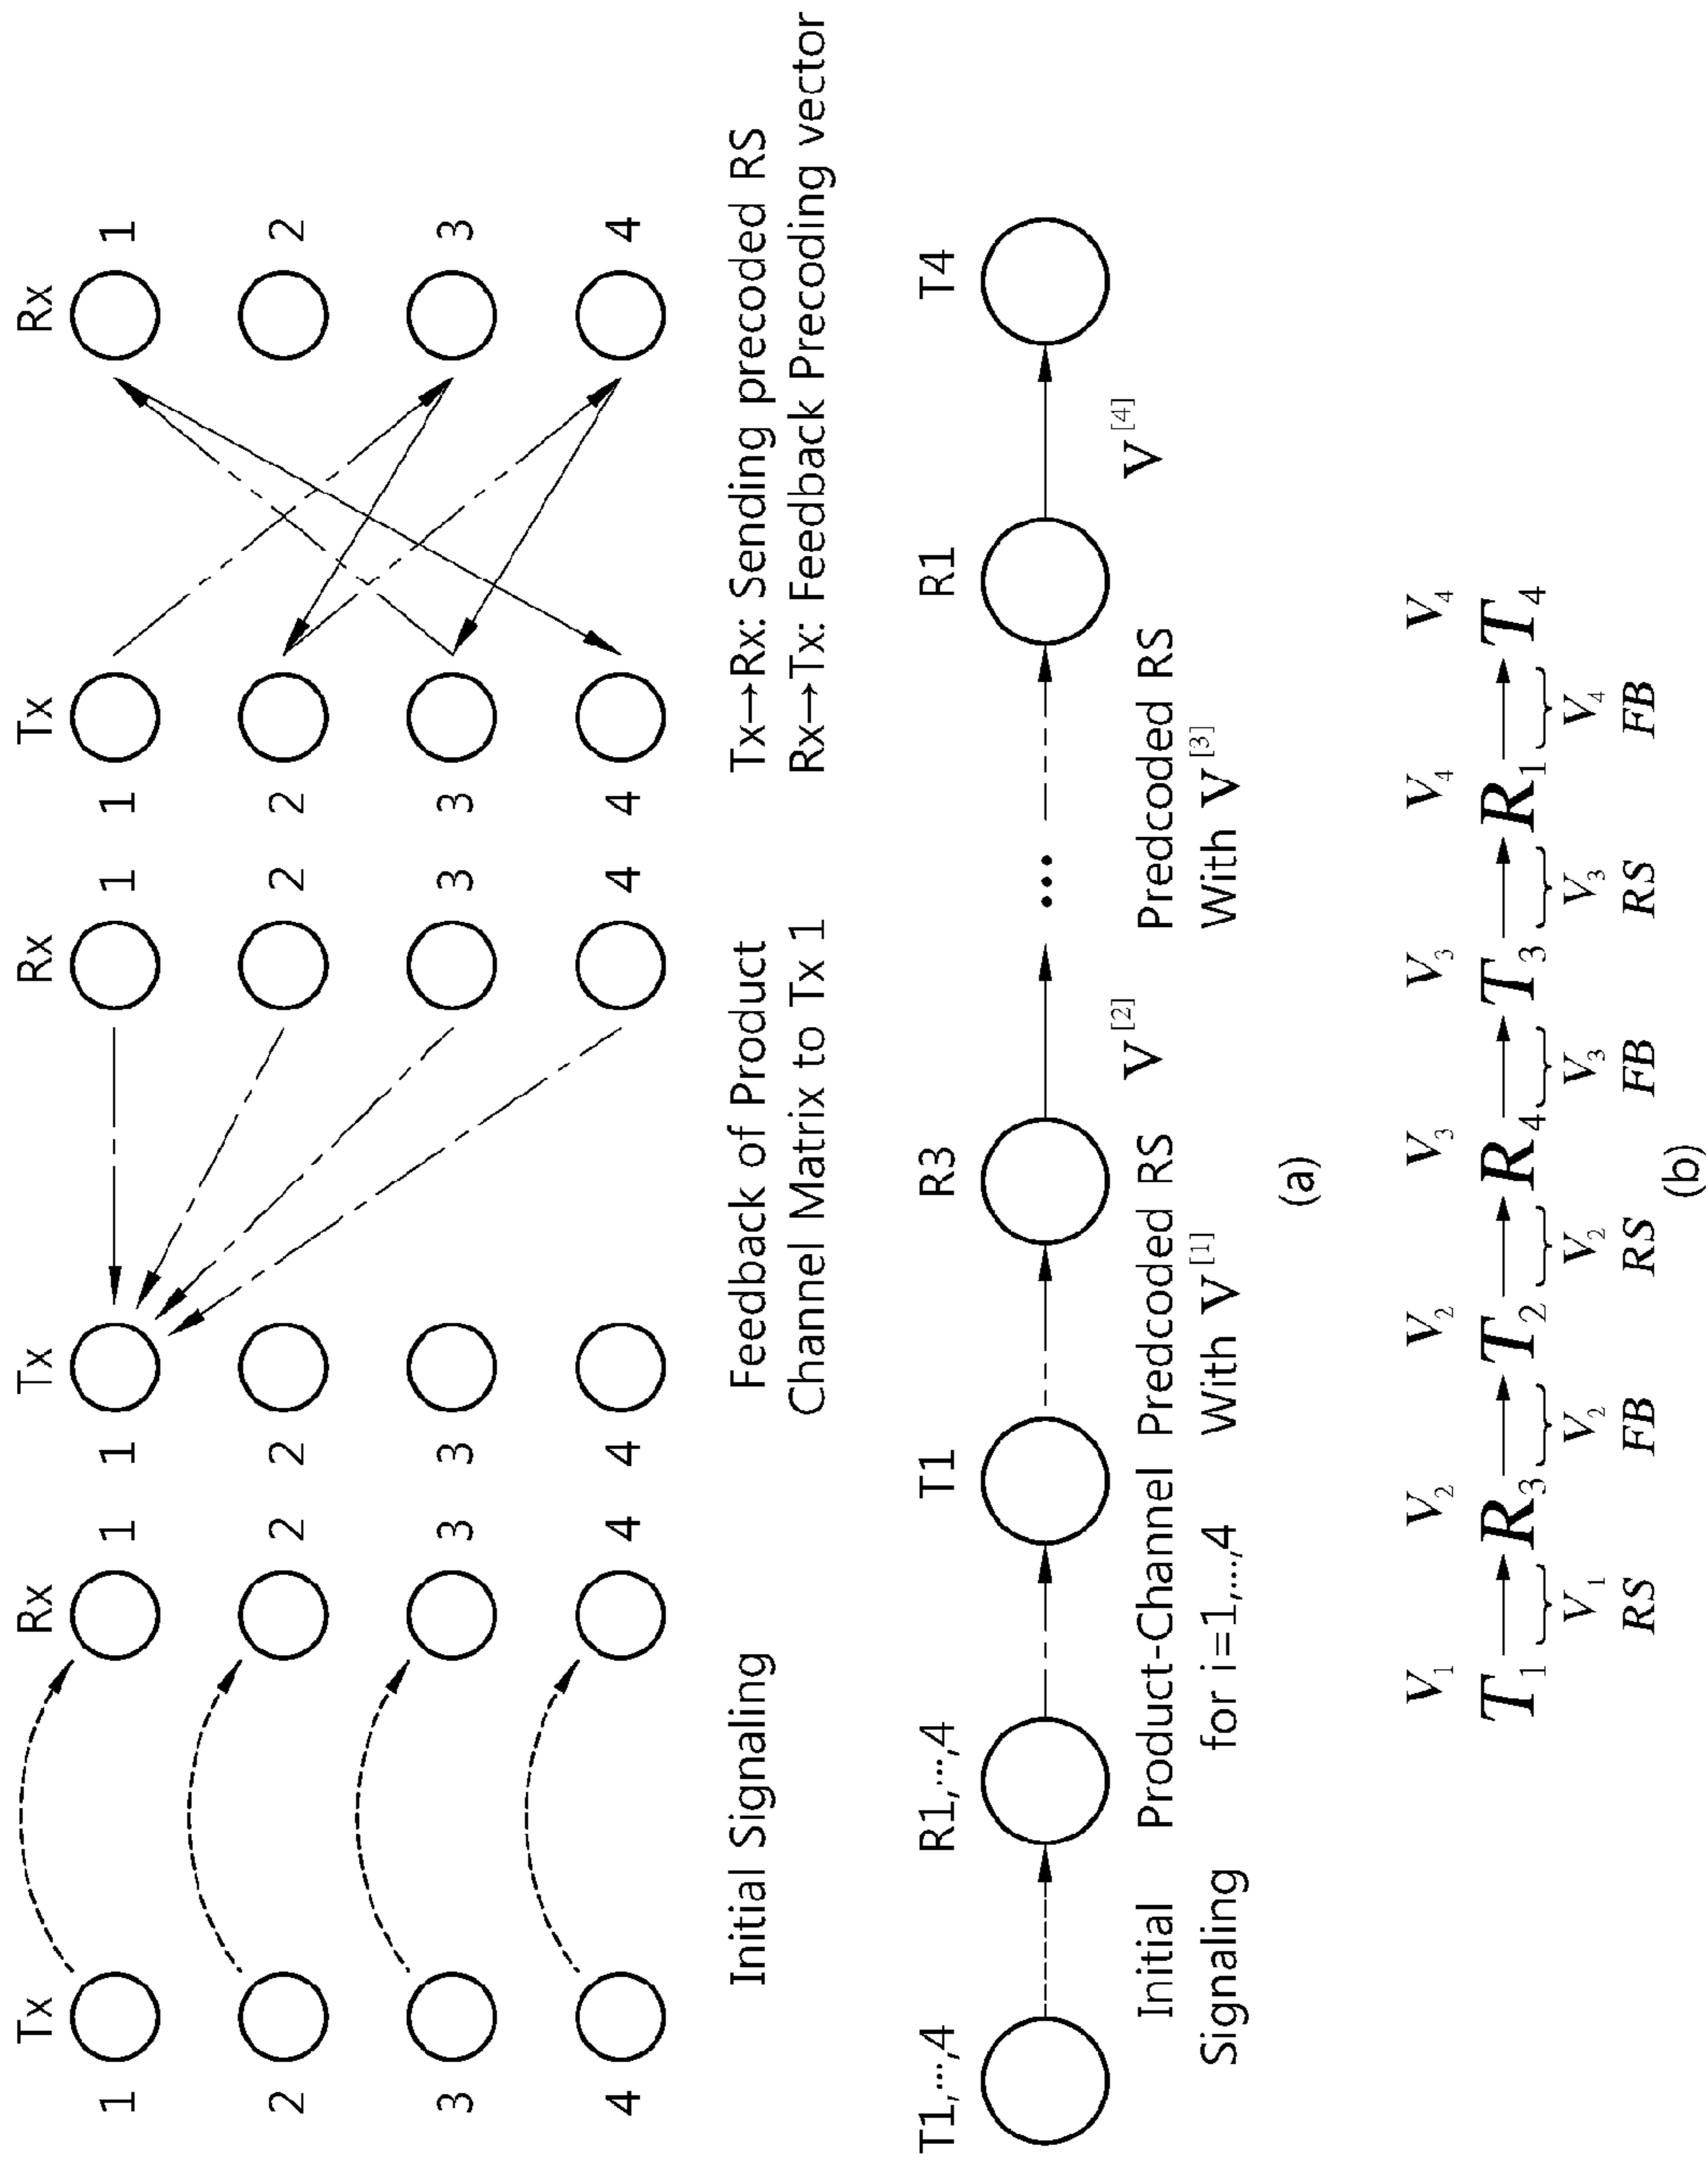 Tx Rx Tx Rx Tx Rx
1 1 1 1 1 1
2 2 2 2 2 2
3 3 3 3 3 3
4 4 4 4 4 4
Initial Signaling
Feedback of Product
Channel Matrix to Tx 1
Tx→Rx: Sending precoded RS
Rx→Tx: Feedback Precoding vector
T1,⋯,4 R1,⋯,4 T1 R3 ⋯ R1 T4
Initial
Signaling
Product-Channel
for i=1,...,4
Predcoded RS
With V[1]
V[2]
Predcoded RS
With V[3]
V[4]
(a)
V1 V2 V2 V3 V3 V4 V4
T1 → R3 → T2 → R4 → T3 → R1 → T4
V1 V2 V2 V3 V3 V4
RS FB RS FB RS FB
(b)